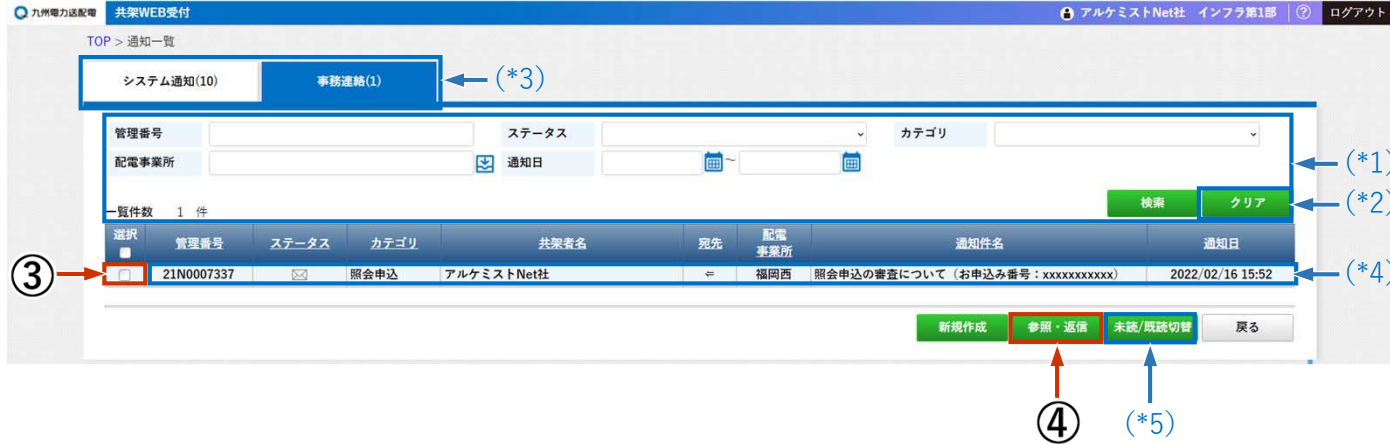 九州電力送配電 共架WEB受付 アルケミストNet社 インフラ第1部 ? ログアウト
TOP > 通知一覧
システム通知(10) 事務連絡(1) (*3)
管理番号 ステータス カテゴリ
配電事業所 通知日 ~ (*1)
検索 クリア (*2)
一覧件数 1 件
選択 管理番号 ステータス カテゴリ 共架者名 宛先 配電事業所 通知件名 通知日
③ 21N0007337 照会申込 アルケミストNet社 ⇐ 福岡西 照会申込の審査について（お申込み番号：xxxxxxxxxxx） 2022/02/16 15:52 (*4)
新規作成 参照・返信 未読/既読切替 戻る
④ (*5)